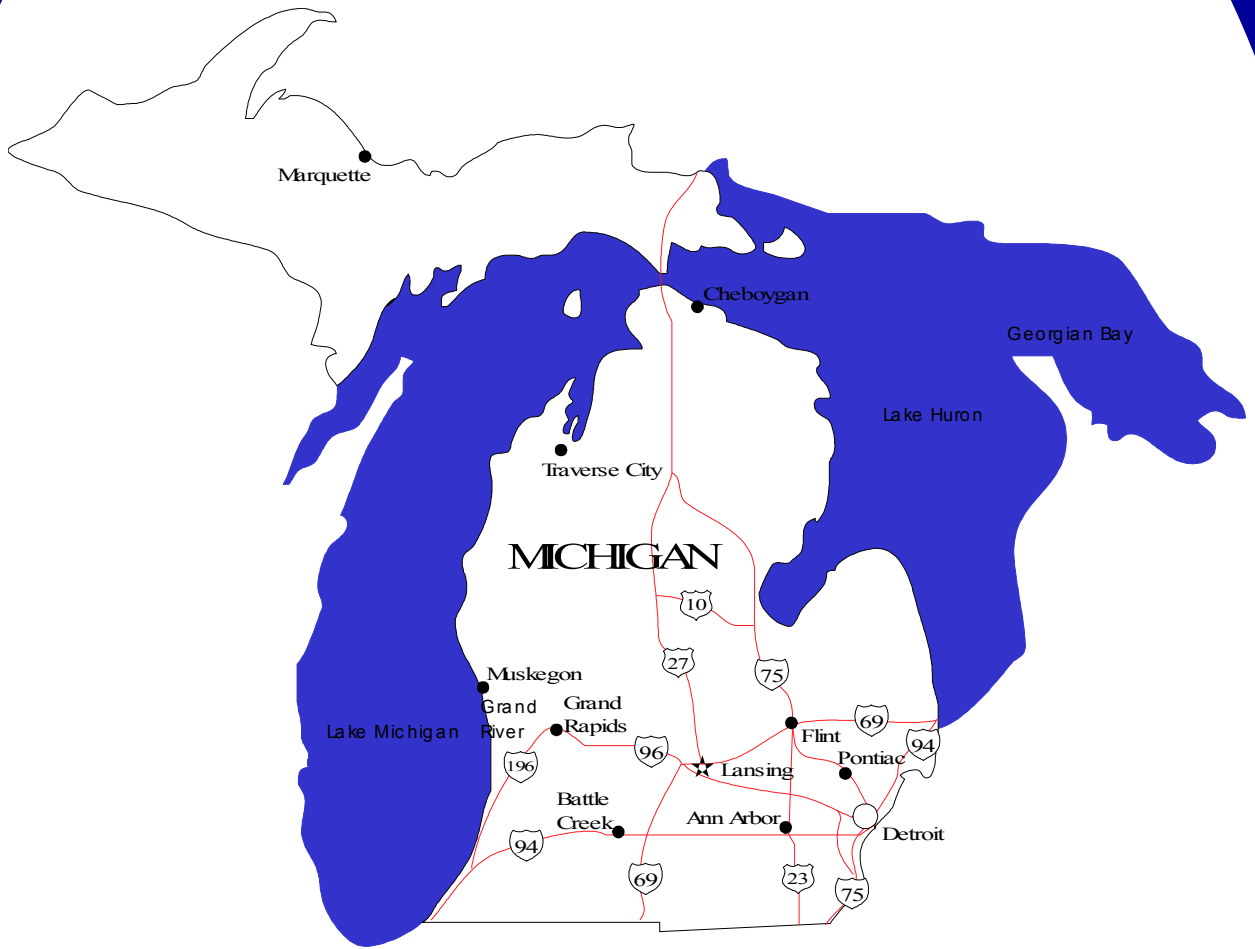 Marquette
Cheboygan
Georgian Bay
Lake Huron
Traverse City
MICHIGAN
10
27
75
Muskegon
Grand
River
Grand
Rapids
69
Flint
94
Lake Michigan
196
96
Lansing
Pontiac
Battle
Creek
Ann Arbor
Detroit
94
69
23
75